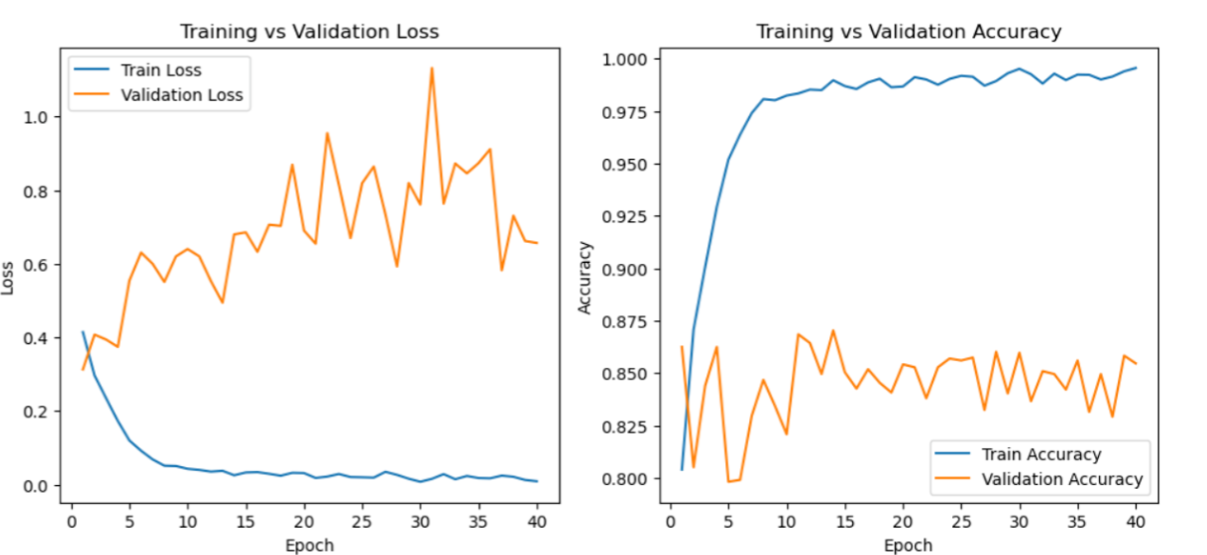 Training vs Validation Loss
Train Loss
Validation Loss
1.0
0.8
0.6
0.4
0.2
0.0
Loss
0 5 10 15 20 25 30 35 40
Epoch
Training vs Validation Accuracy
1.000
0.975
0.950
0.925
0.900
0.875
0.850
0.825
0.800
Accuracy
Train Accuracy
Validation Accuracy
0 5 10 15 20 25 30 35 40
Epoch